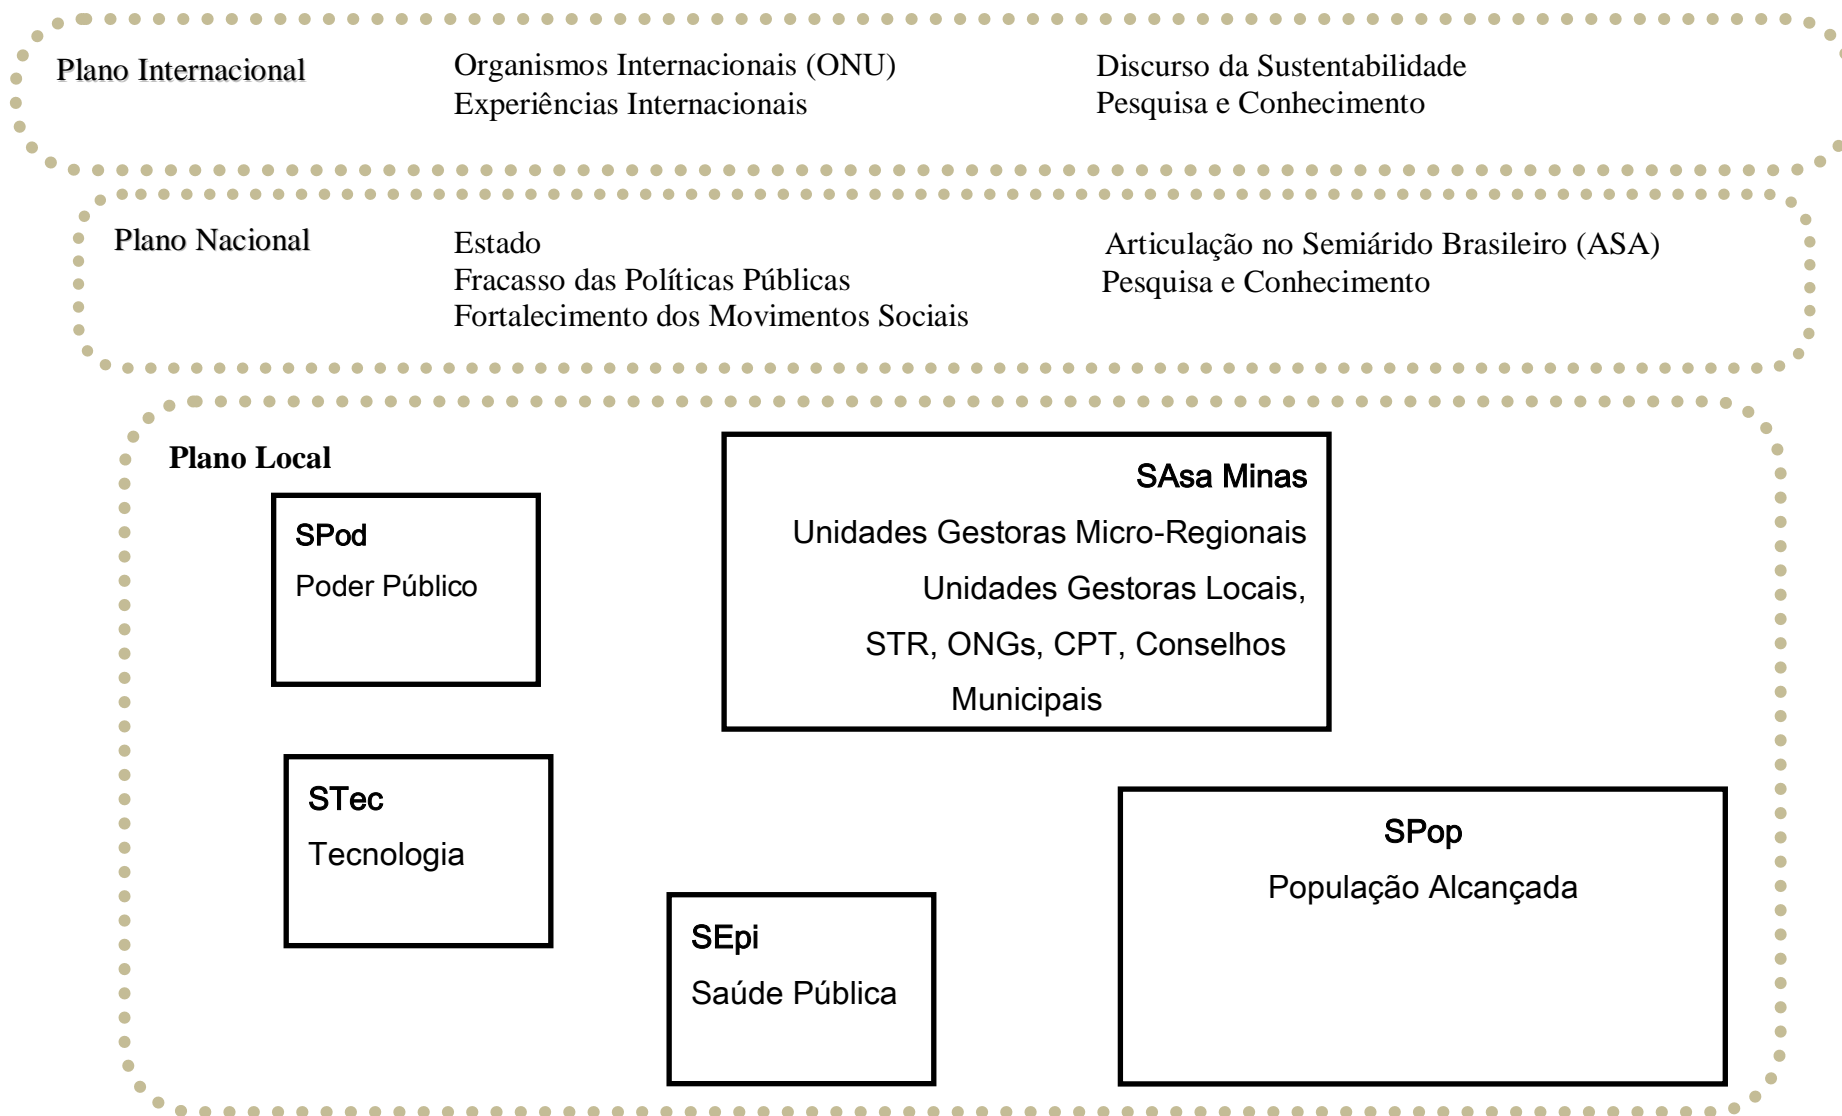 Plano Internacional
Organismos Internacionais (ONU)
Experiências Internacionais
Discurso da Sustentabilidade
Pesquisa e Conhecimento
Plano Nacional
Estado
Fracasso das Políticas Públicas
Fortalecimento dos Movimentos Sociais
Articulação no Semiárido Brasileiro (ASA)
Pesquisa e Conhecimento
Plano Local
SPod
Poder Público
SAsa Minas
Unidades Gestoras Micro-Regionais
Unidades Gestoras Locais,
STR, ONGs, CPT, Conselhos
Municipais
STec
Tecnologia
SEpi
Saúde Pública
SPop
População Alcançada